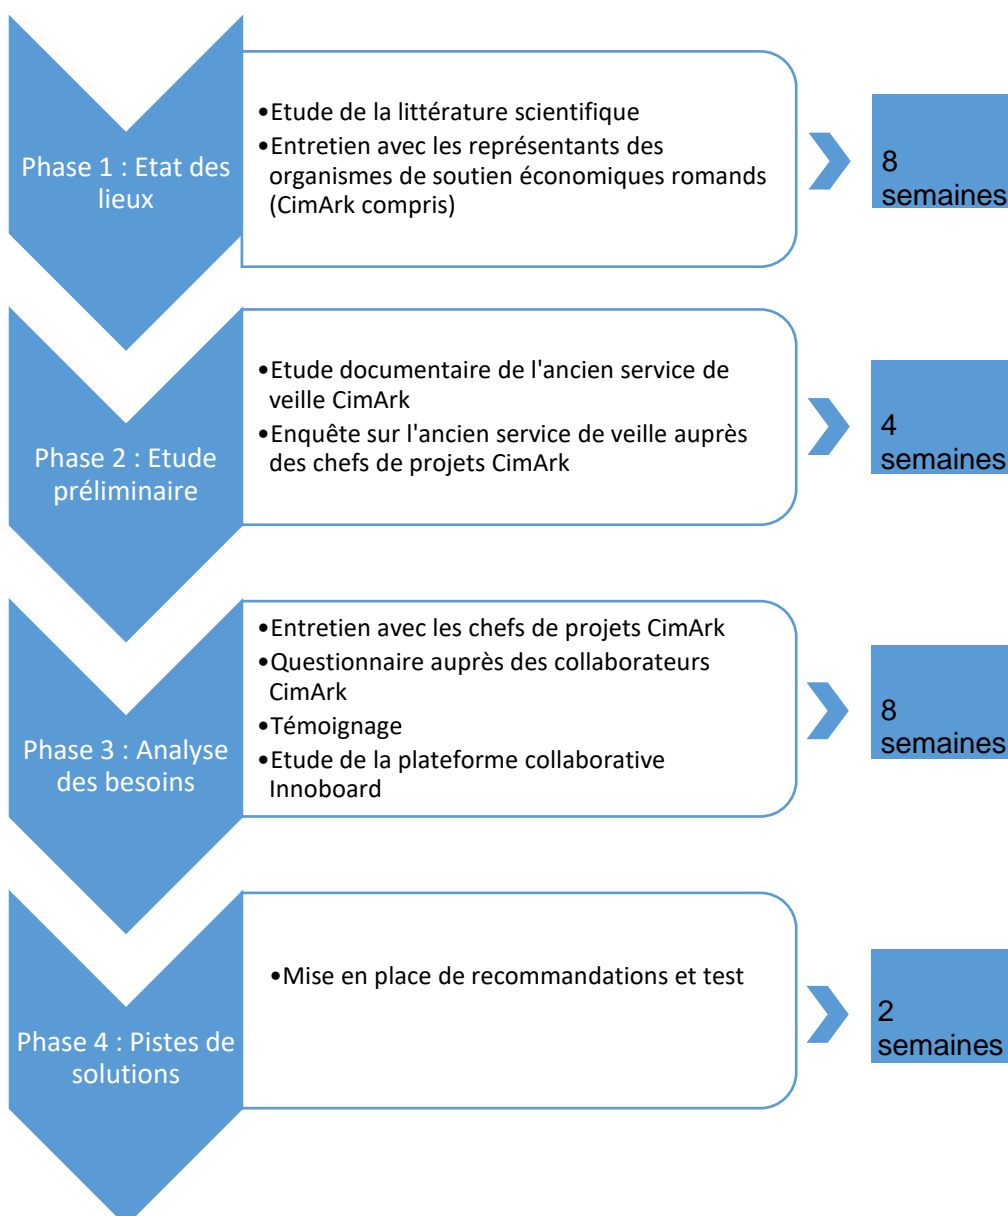 Phase 1 : Etat des
lieux
•Etude de la littérature scientifique
•Entretien avec les représentants des
organismes de soutien économiques romands
(CimArk compris)
8
semaines
Phase 2 : Etude
préliminaire
•Etude documentaire de l'ancien service de
veille CimArk
•Enquête sur l'ancien service de veille auprès
des chefs de projets CimArk
4
semaines
Phase 3 : Analyse
des besoins
•Entretien avec les chefs de projets CimArk
•Questionnaire auprès des collaborateurs
CimArk
•Témoignage
•Etude de la plateforme collaborative
Innoboard
8
semaines
Phase 4 : Pistes de
solutions
•Mise en place de recommandations et test
2
semaines